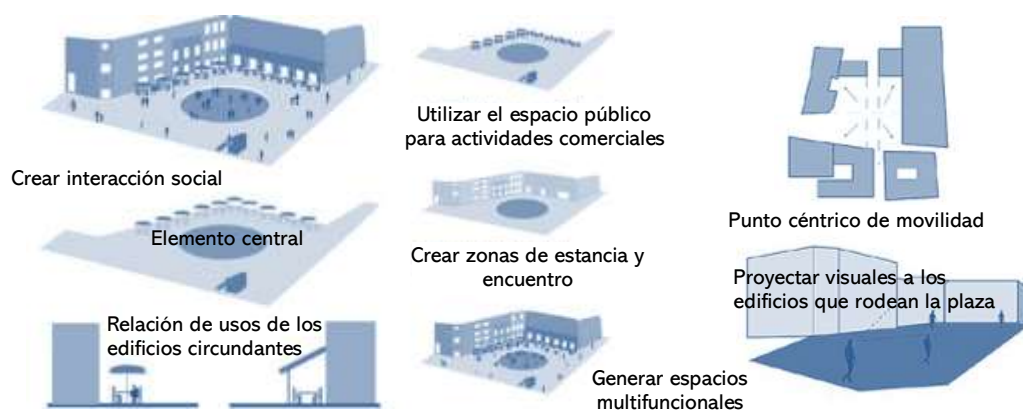 Crear interacción social
Elemento central
Relación de usos de los
edificios circundantes
Utilizar el espacio público
para actividades comerciales
Crear zonas de estancia y
encuentro
Generar espacios
multifuncionales
Punto céntrico de movilidad
Proyectar visuales a los
edificios que rodean la plaza